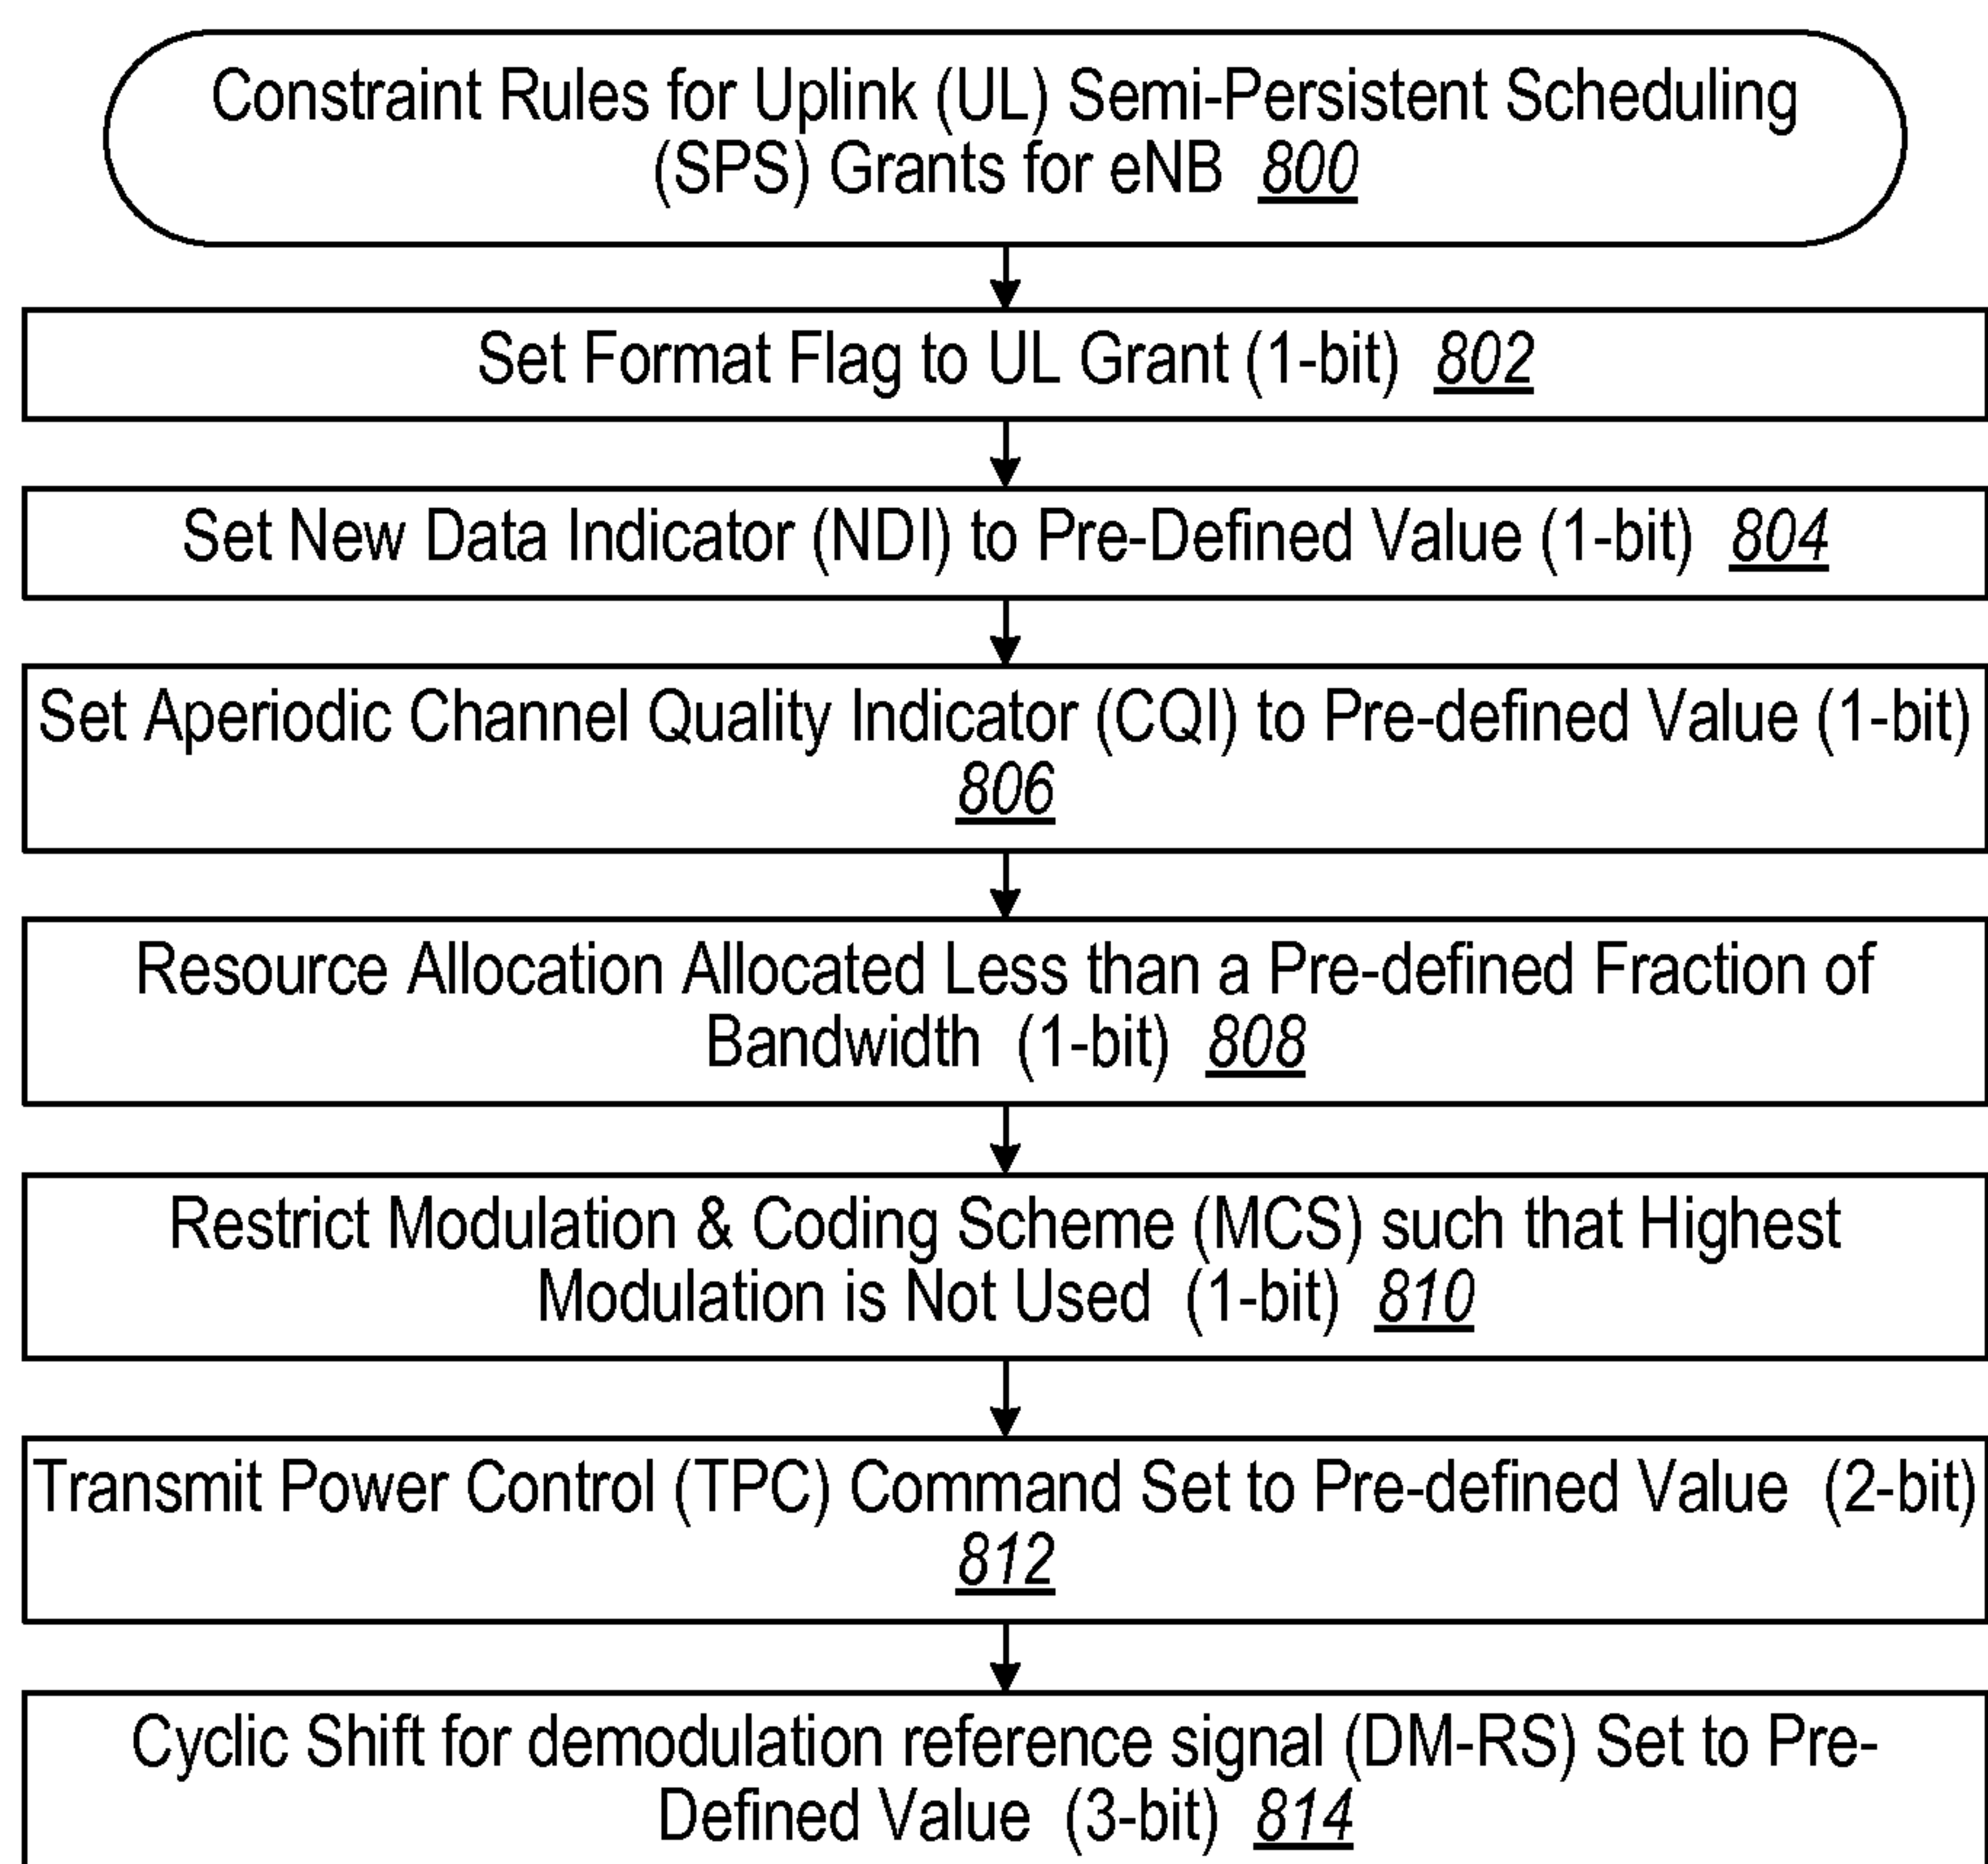 Constraint Rules for Uplink (UL) Semi-Persistent Scheduling
(SPS) Grants for eNB 800
Set Format Flag to UL Grant (1-bit) 802
Set New Data Indicator (NDI) to Pre-Defined Value (1-bit) 804
Set Aperiodic Channel Quality Indicator (CQI) to Pre-defined Value (1-bit)
806
Resource Allocation Allocated Less than a Pre-defined Fraction of
Bandwidth (1-bit) 808
Restrict Modulation & Coding Scheme (MCS) such that Highest
Modulation is Not Used (1-bit) 810
Transmit Power Control (TPC) Command Set to Pre-defined Value (2-bit)
812
Cyclic Shift for demodulation reference signal (DM-RS) Set to Pre-
Defined Value (3-bit) 814